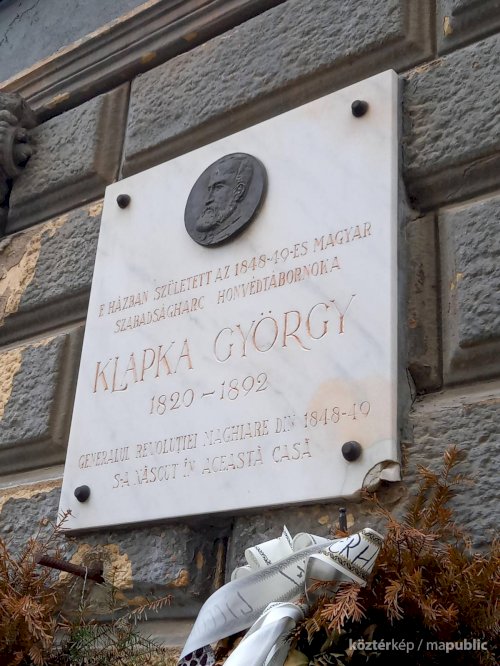 E HÁZBAN SZÜLETETT AZ 1848-49-ES MAGYAR
SZABADSÁGHARC HONVÉDTÁBORNOKA
KLAPKA GYÖRGY
1820 – 1892
GENERALUL REVOLUŢIEI MAGHIARE DIN 1848-49
S-A NĂSCUT ÎN ACEASTĂ CASĂ
köztérkép / mapublic